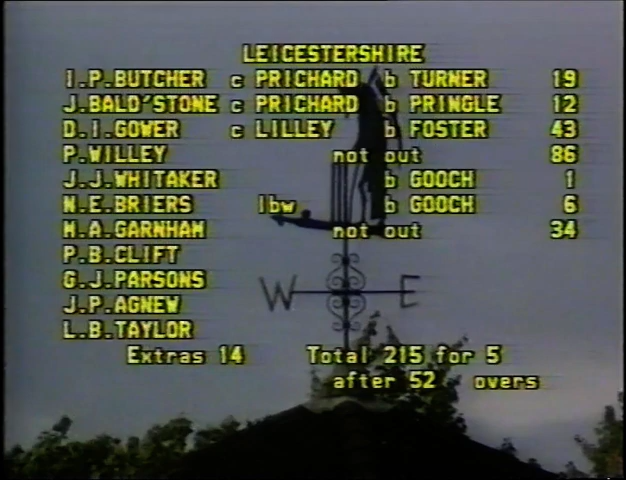 LEICESTERSHIRE
I.P.BUTCHER c PRICHARD b TURNER 19
J.BALD'STONE c PRICHARD b PRINGLE 12
D.I.GOWER c LILLEY b FOSTER 43
P.WILLEY not out 86
J.J.WHITAKER b GOOCH 1
N.E.BRIERS lbw b GOOCH 6
M.A.GARNHAM not out 34
P.B.CLIFT
G.J.PARSONS
J.P.AGNEW
L.B.TAYLOR
W E
Extras 14 Total 215 for 5
after 52 overs